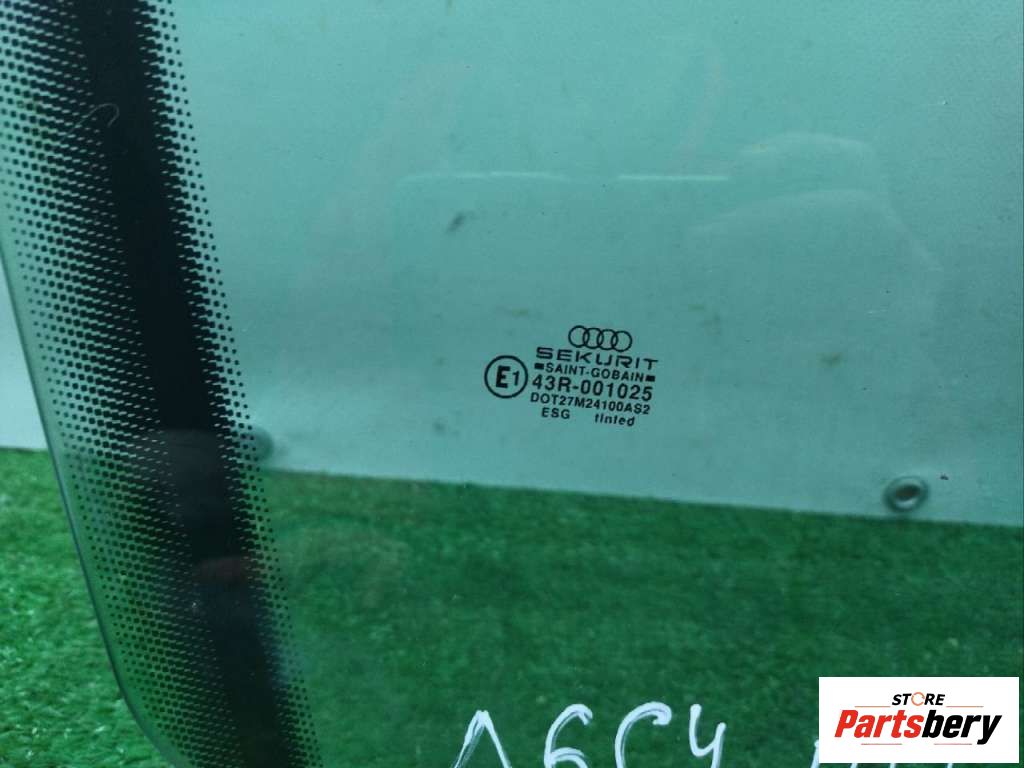 SEKURIT
SAINT-GOBAIN
E1 43R-001025
DOT27M24100AS2
ESG tinted
A6C4
STORE
Partsbery